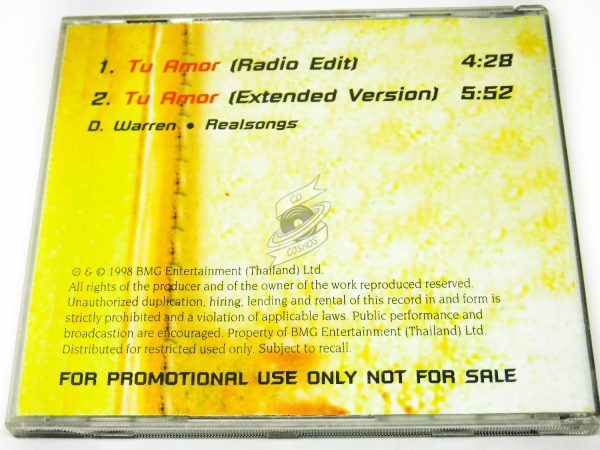 1. Tu Amor (Radio Edit) 4:28
2. Tu Amor (Extended Version) 5:52
D. Warren • Realsongs
CD
COSMOS
℗ & © 1998 BMG Entertainment (Thailand) Ltd.
All rights of the producer and of the owner of the work reproduced reserved.
Unauthorized duplication, hiring, lending and rental of this record in and form is
strictly prohibited and a violation of applicable laws. Public performance and
broadcastion are encouraged. Property of BMG Entertainment (Thailand) Ltd.
Distributed for restricted used only. Subject to recall.
FOR PROMOTIONAL USE ONLY NOT FOR SALE